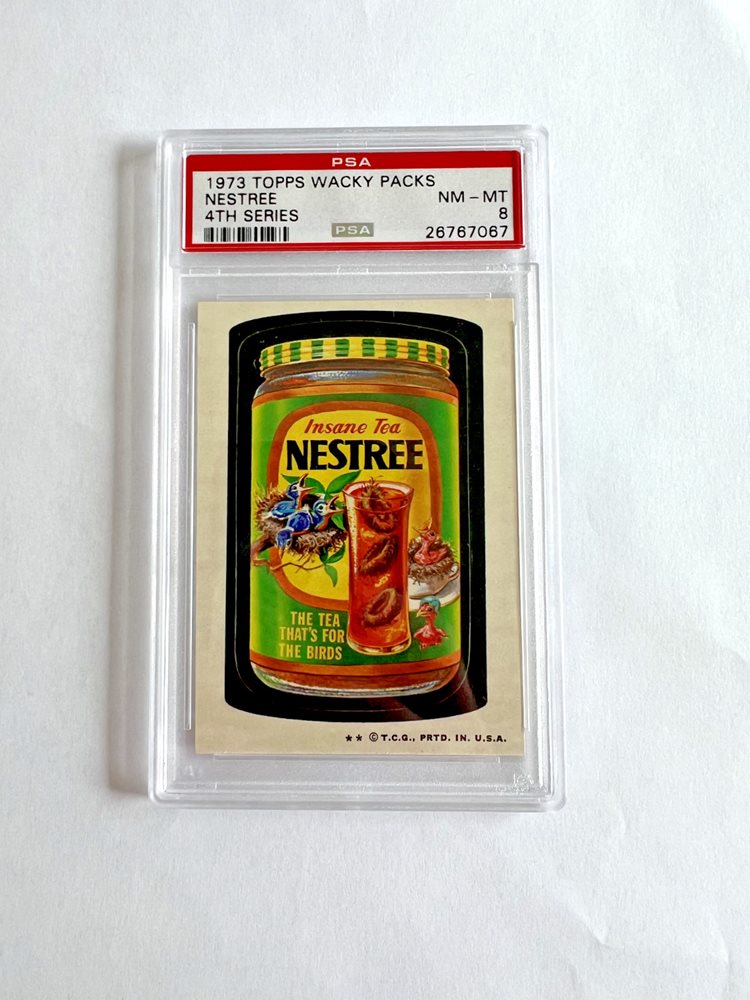 PSA
1973 TOPPS WACKY PACKS
NESTREE NM - MT
4TH SERIES 8
PSA 26767067
Insane Tea
NESTREE
THE TEA
THAT'S FOR
THE BIRDS
** © T.C.G., PRTD. IN. U.S.A.